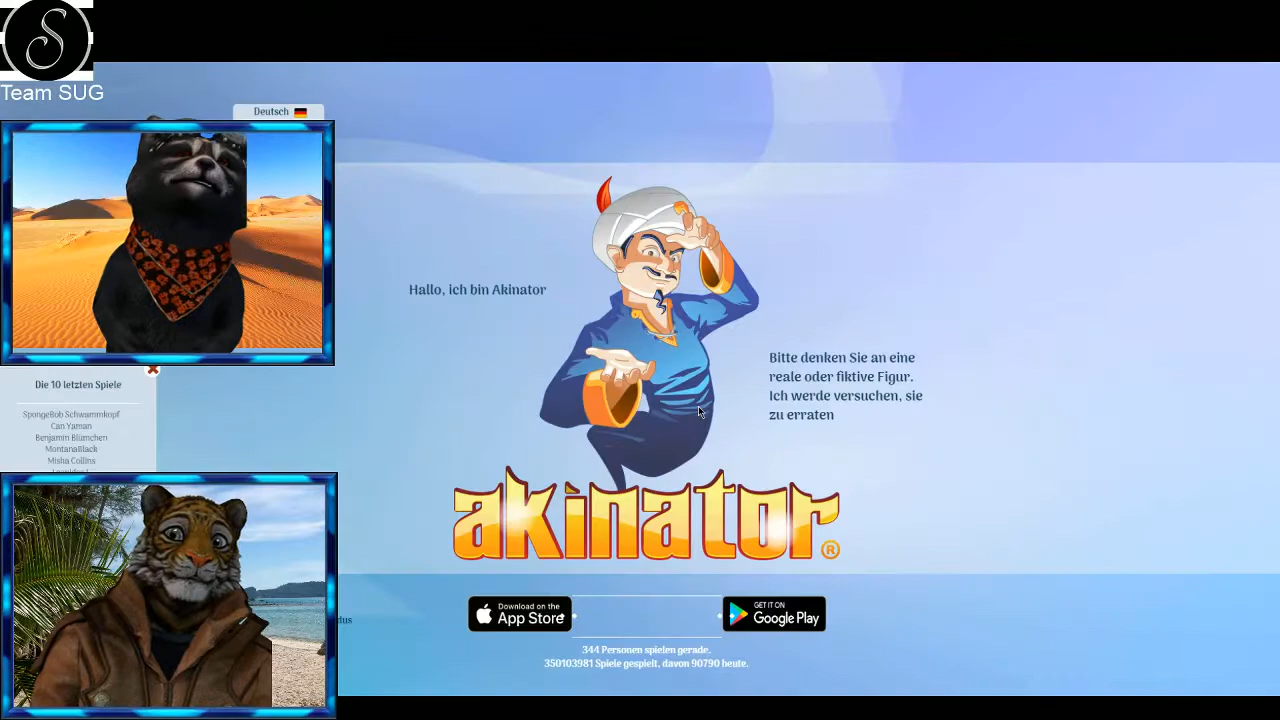 S
Team SUG
Deutsch
Hallo, ich bin Akinator
Bitte denken Sie an eine
reale oder fiktive Figur.
Ich werde versuchen, sie
zu erraten
Die 10 letzten Spiele
SpongeBob Schwammkopf
Can Yaman
Benjamin Blümchen
MontanaBlack
Misha Collins
akinator®
Download on the
App Store
GET IT ON
Google Play
344 Personen spielen gerade.
350103981 Spiele gespielt, davon 90790 heute.